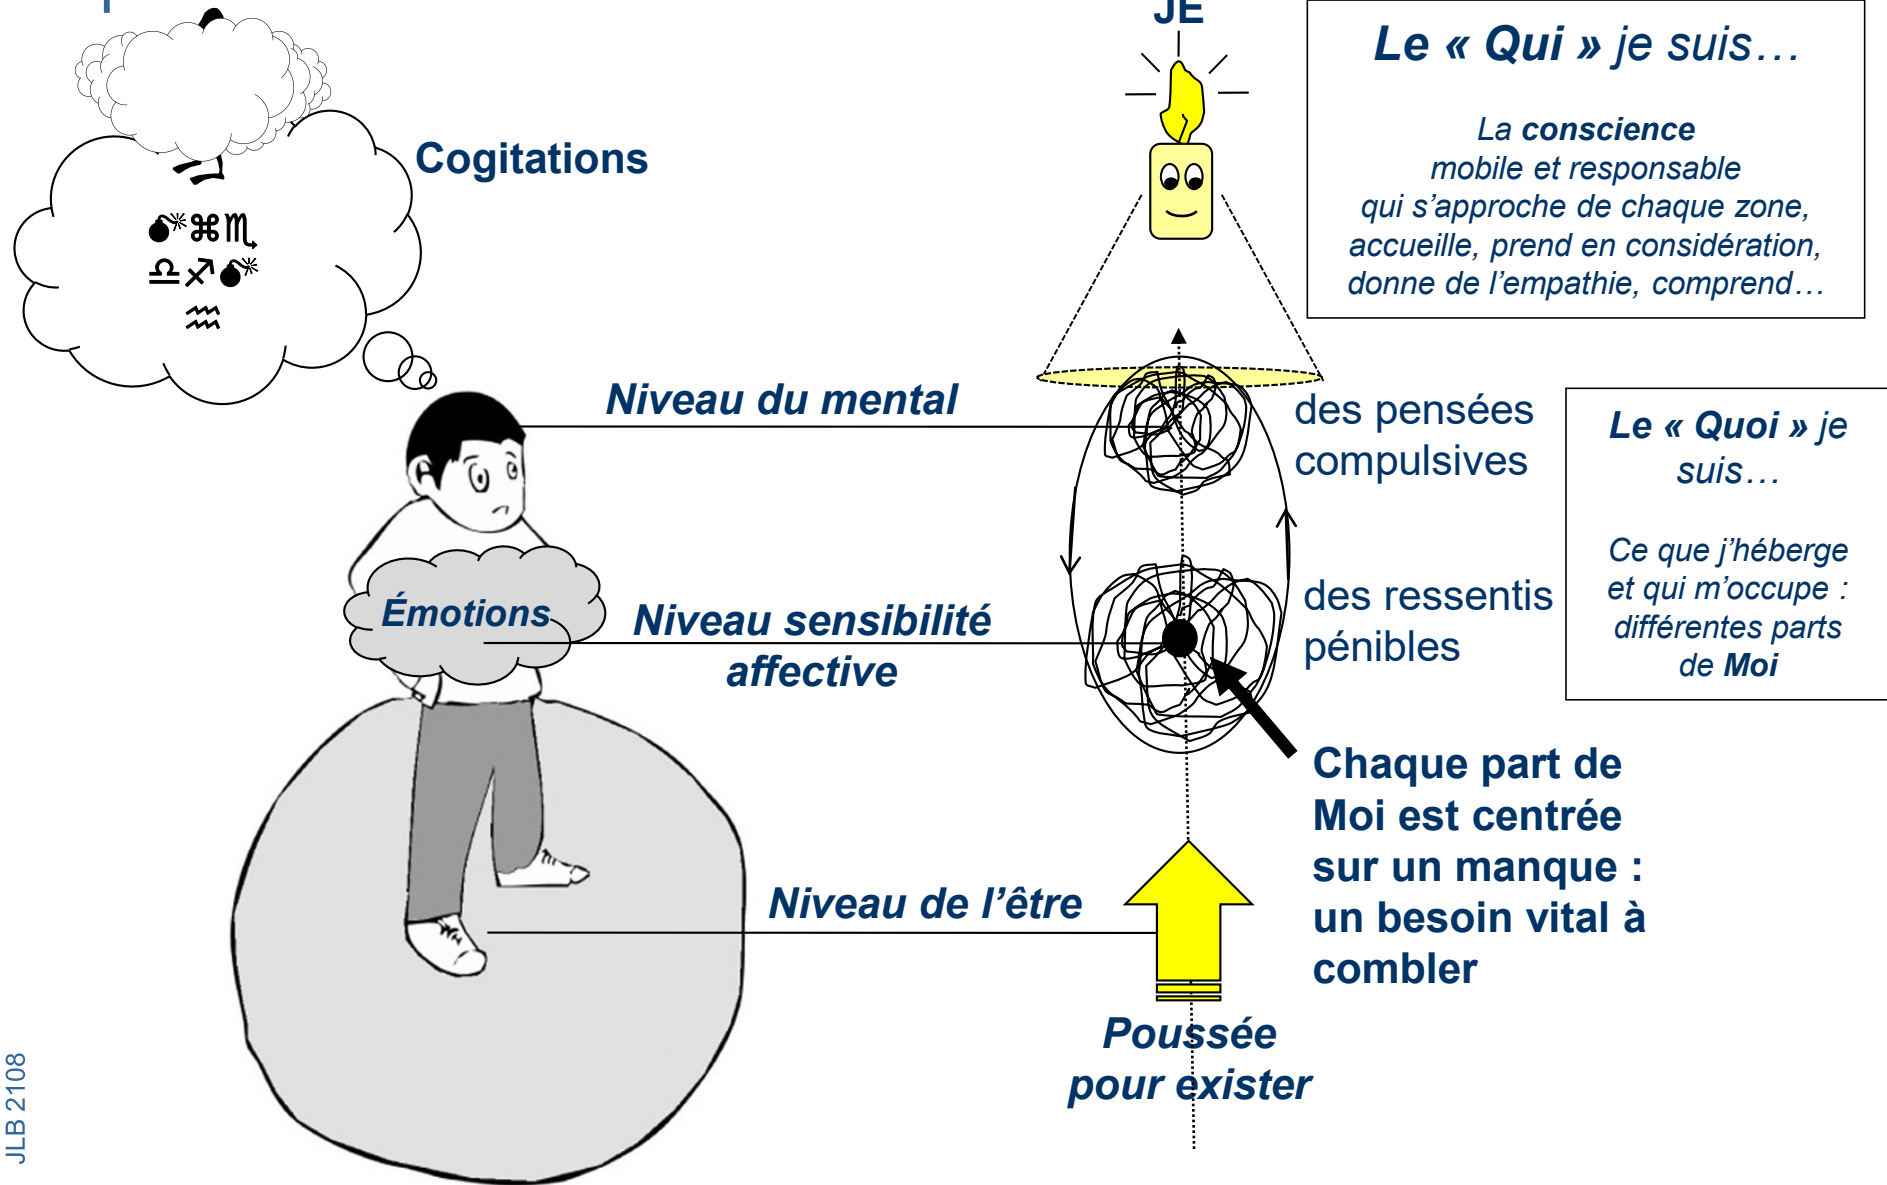 JE
Le « Qui » je suis…
La conscience
mobile et responsable
qui s’approche de chaque zone,
accueille, prend en considération,
donne de l’empathie, comprend…
Cogitations
Niveau du mental
des pensées
compulsives
Le « Quoi » je
suis…
Ce que j’héberge
et qui m’occupe :
différentes parts
de Moi
Émotions
Niveau sensibilité
affective
des ressentis
pénibles
Chaque part de
Moi est centrée
sur un manque :
un besoin vital à
combler
Niveau de l’être
Poussée
pour exister
JLB 2108